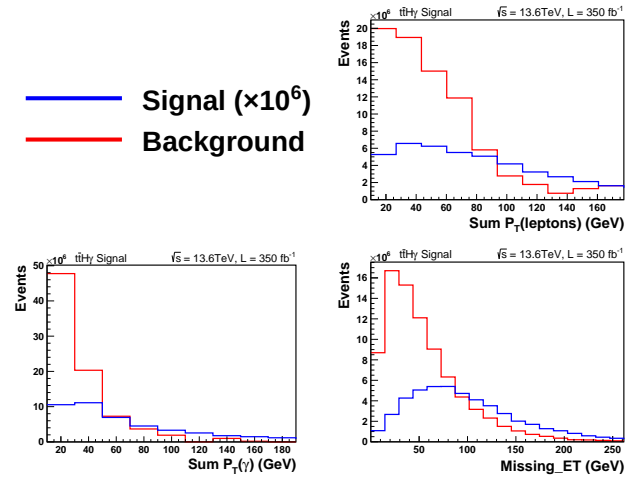 Signal (×10⁶)
Background
×10⁶ tt̄Hγ Signal √s = 13.6TeV, L = 350 fb⁻¹
Events
20
18
16
14
12
10
8
6
4
2
0
20 40 60 80 100 120 140 160
Sum P_T(leptons) (GeV)
×10⁶ tt̄Hγ Signal √s = 13.6TeV, L = 350 fb⁻¹
Events
50
40
30
20
10
0
20 40 60 80 100 120 140 160 180
Sum P_T(γ) (GeV)
×10⁶ tt̄Hγ Signal √s = 13.6TeV, L = 350 fb⁻¹
Events
16
14
12
10
8
6
4
2
0
50 100 150 200 250
Missing_ET (GeV)